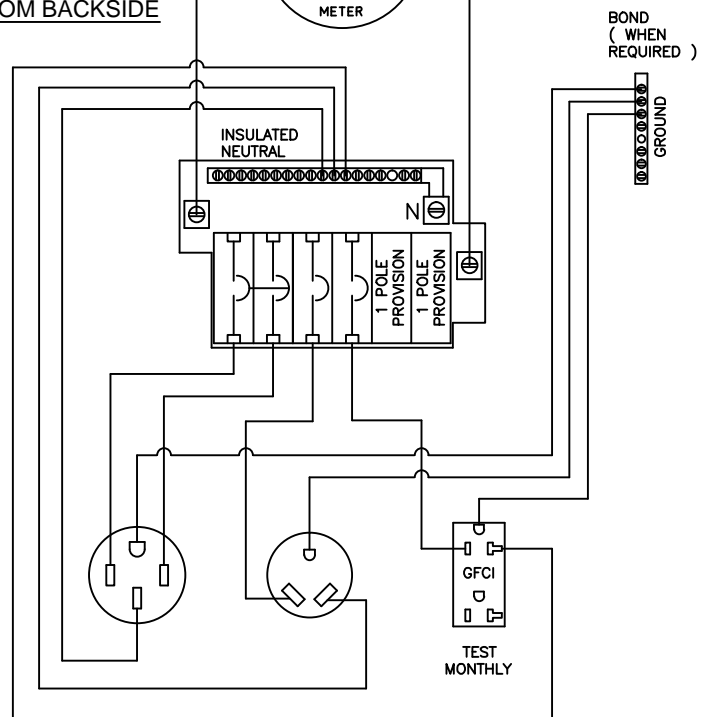 OM BACKSIDE
METER
BOND
( WHEN
REQUIRED )
GROUND
INSULATED
NEUTRAL
N
1 POLE
PROVISION
1 POLE
PROVISION
GFCI
TEST
MONTHLY